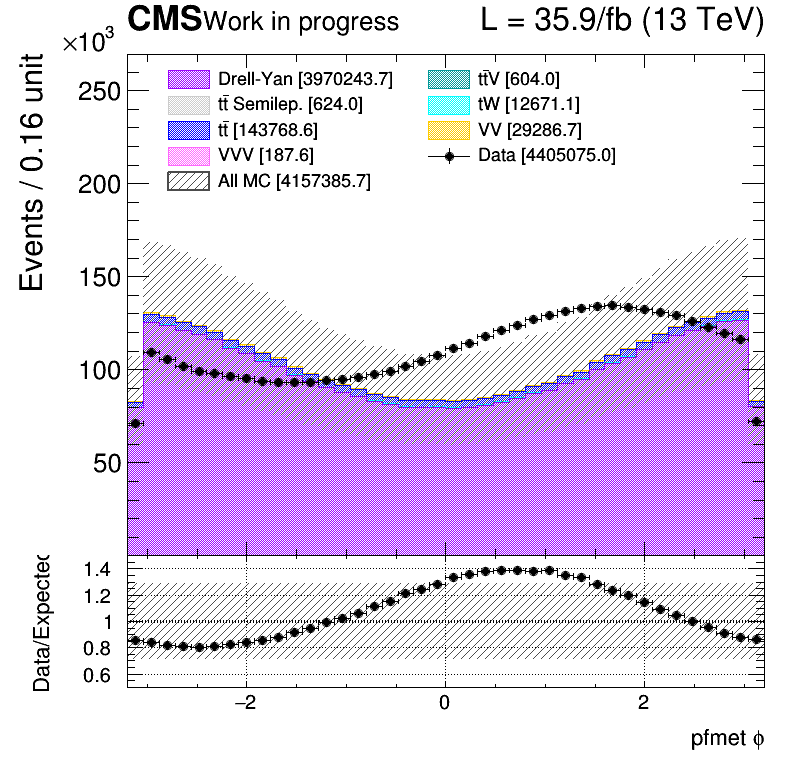 CMS Work in progress L = 35.9/fb (13 TeV)
×10³
Drell-Yan [3970243.7] tt̄V [604.0]
tt̄ Semilep. [624.0] tW [12671.1]
tt̄ [143768.6] VV [29286.7]
VVV [187.6] Data [4405075.0]
All MC [4157385.7]
Events / 0.16 unit
250
200
150
100
50
Data/Expected
1.4
1.2
1
0.8
0.6
−2 0 2
pfmet ϕ